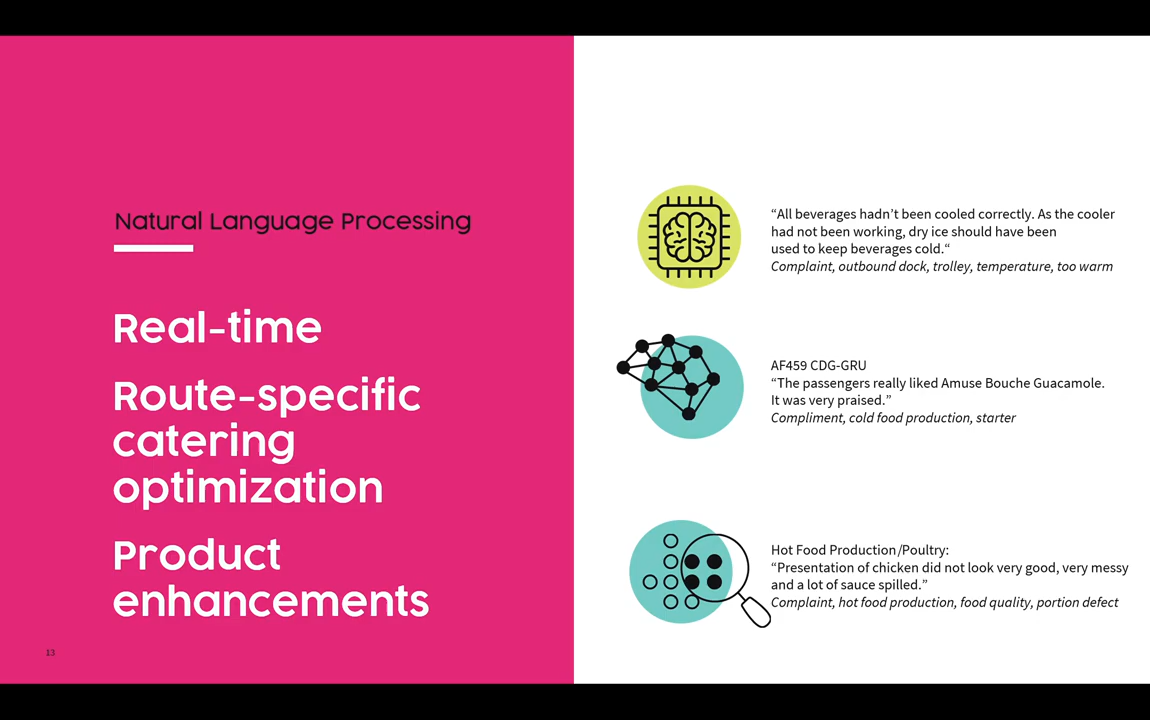 Natural Language Processing
Real-time
Route-specific
catering
optimization
Product
enhancements
13
“All beverages hadn’t been cooled correctly. As the cooler
had not been working, dry ice should have been
used to keep beverages cold.“
Complaint, outbound dock, trolley, temperature, too warm
AF459 CDG-GRU
“The passengers really liked Amuse Bouche Guacamole.
It was very praised.”
Compliment, cold food production, starter
Hot Food Production/Poultry:
“Presentation of chicken did not look very good, very messy
and a lot of sauce spilled.”
Complaint, hot food production, food quality, portion defect